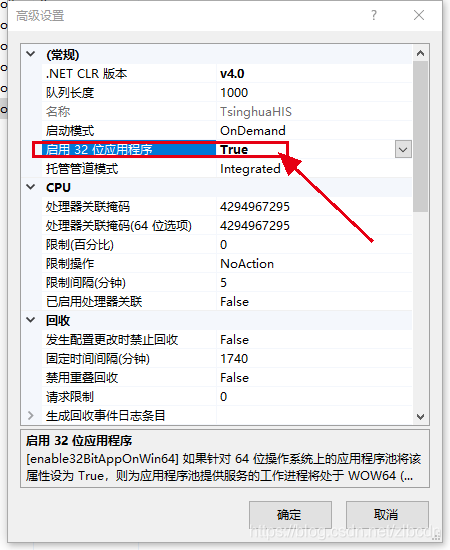 高级设置
? ×
(常规)
.NET CLR 版本 v4.0
队列长度 1000
名称 TsinghuaHIS
启动模式 OnDemand
启用 32 位应用程序 True
托管管道模式 Integrated
CPU
处理器关联掩码 4294967295
处理器关联掩码(64 位选项) 4294967295
限制(百分比) 0
限制操作 NoAction
限制间隔(分钟) 5
已启用处理器关联 False
回收
发生配置更改时禁止回收 False
固定时间间隔(分钟) 1740
禁用重叠回收 False
请求限制 0
生成回收事件日志条目
启用 32 位应用程序
[enable32BitAppOnWin64] 如果针对 64 位操作系统上的应用程序池将该
属性设为 True，则为应用程序池提供服务的工作进程将处于 WOW64 (...
确定 取消